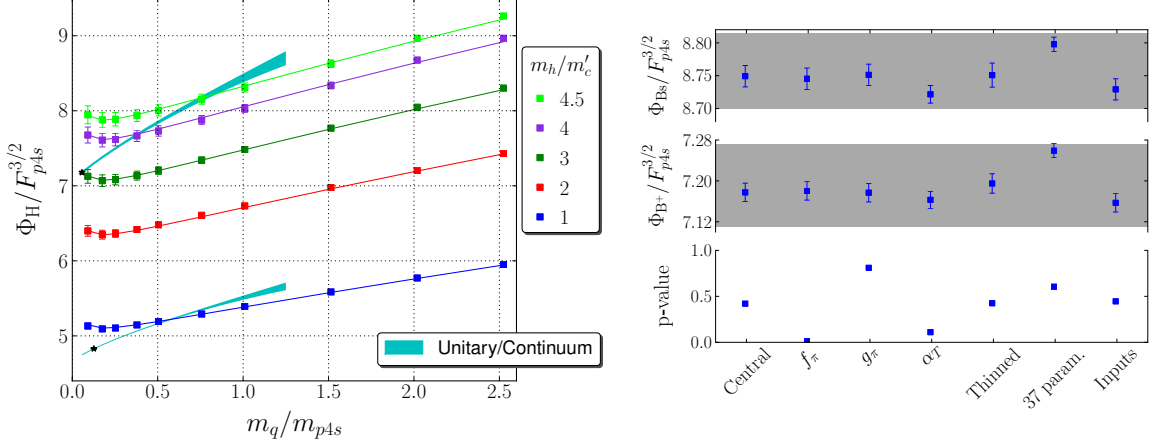 Φ_H/F_{p4s}^{3/2}
9
8
7
6
5
0.0 0.5 1.0 1.5 2.0 2.5
m_q/m_{p4s}
m_h/m′_c
4.5
4
3
2
1
Unitary/Continuum
Φ_{Bs}/F_{p4s}^{3/2}
8.80
8.75
8.70
Φ_{B⁺}/F_{p4s}^{3/2}
7.28
7.20
7.12
p-value
1.0
0.5
0.0
Central f_π g_π α_T Thinned 37 param. Inputs